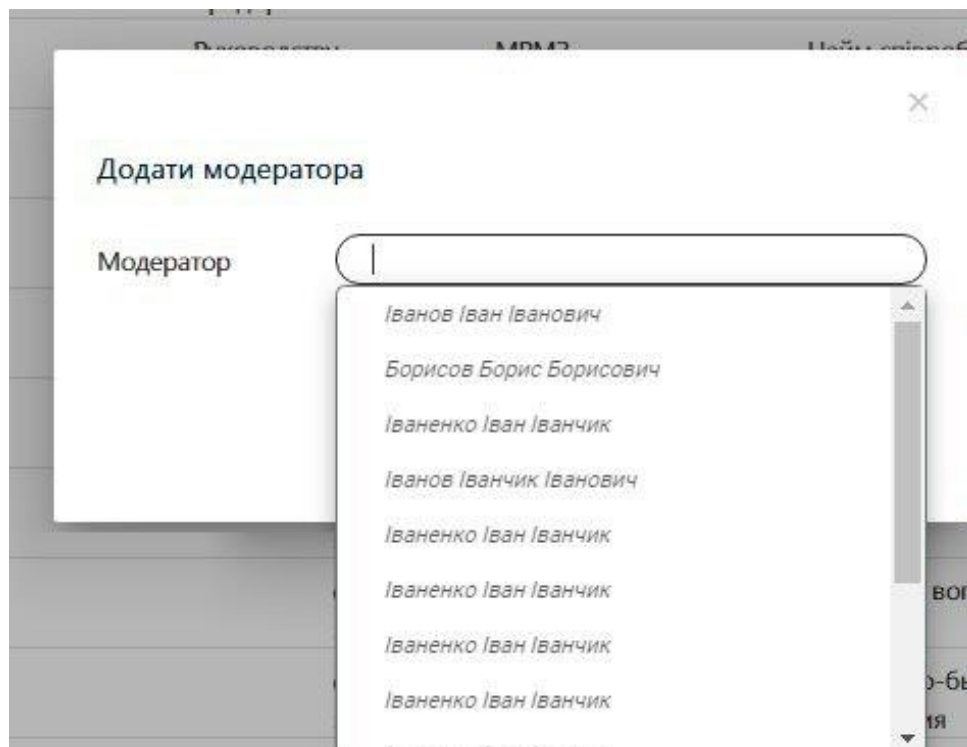 МРМЗ
×
Додати модератора
Модератор
Іванов Іван Іванович
Борисов Борис Борисович
Іваненко Іван Іванчик
Іванов Іванчик Іванович
Іваненко Іван Іванчик
Іваненко Іван Іванчик
Іваненко Іван Іванчик
Іваненко Іван Іванчик